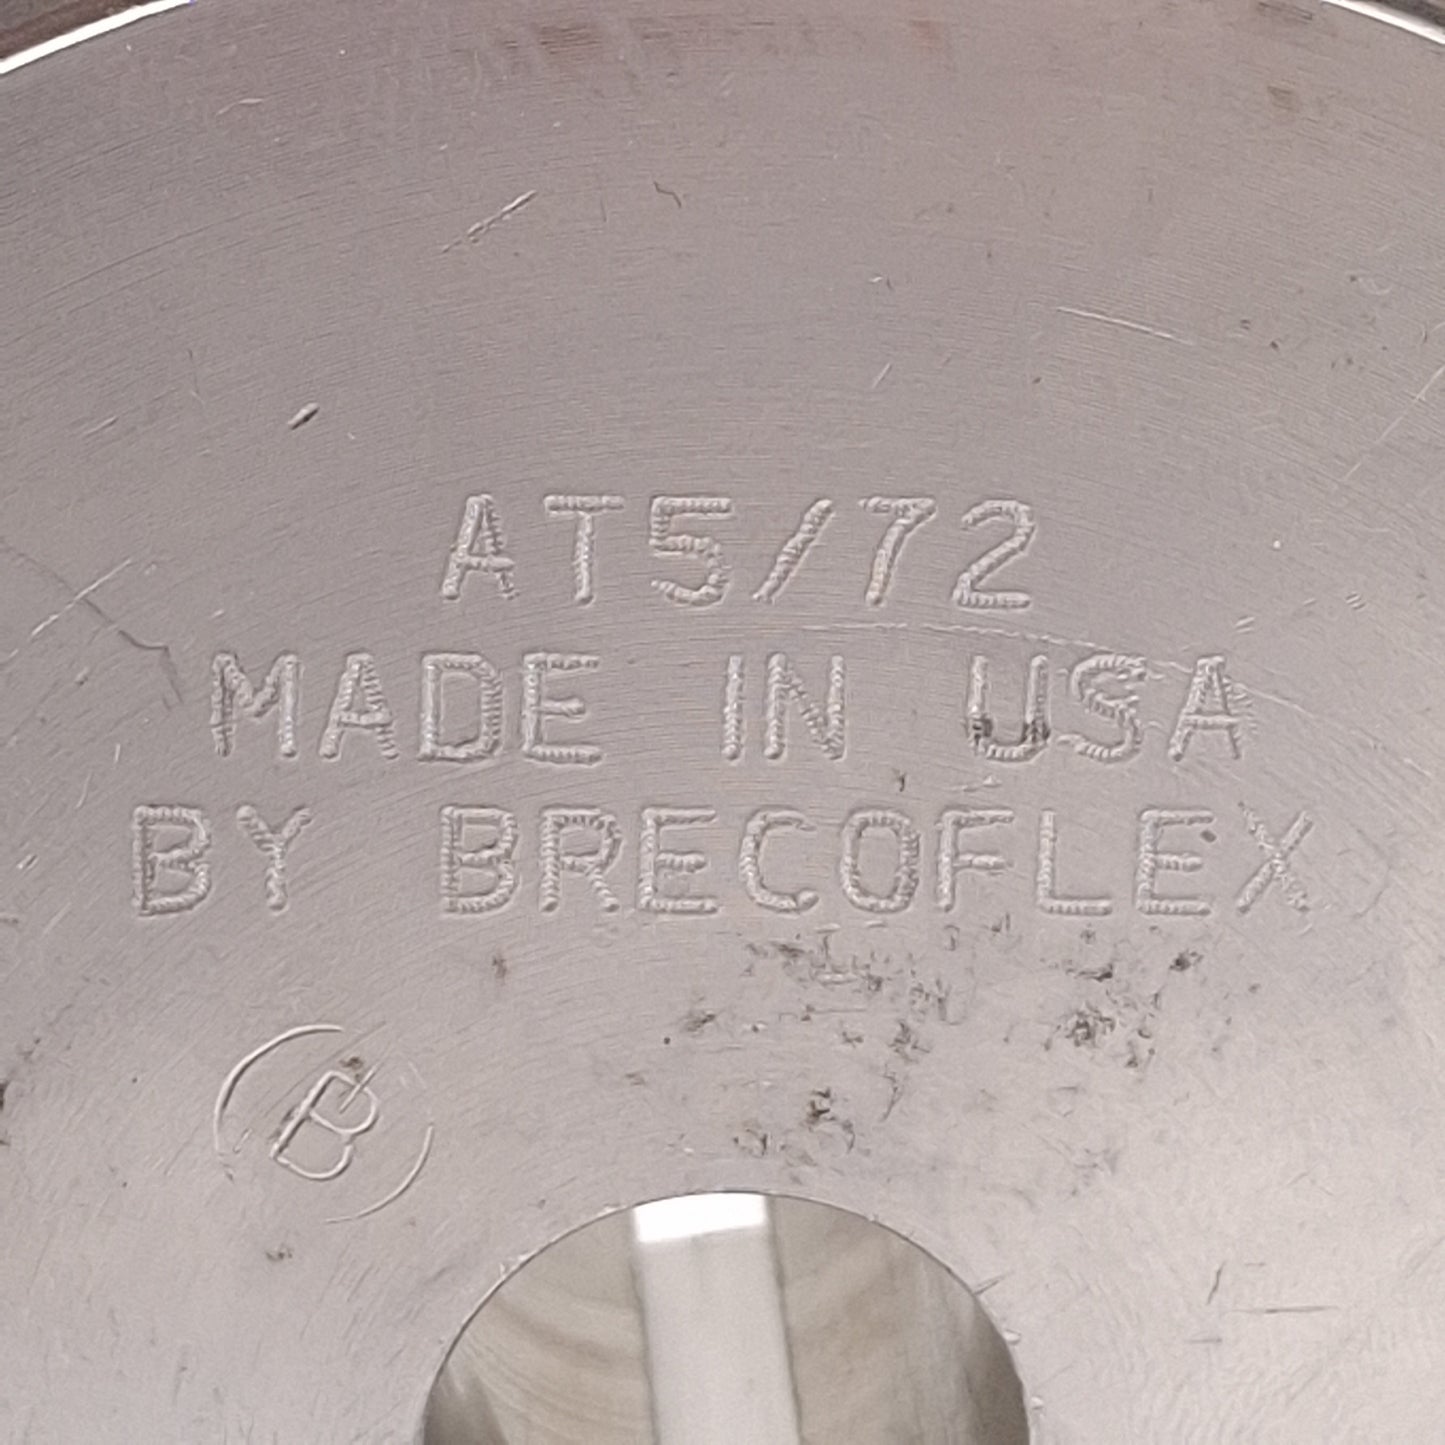 AT5/72
MADE IN USA
BY BRECOFLEX
B